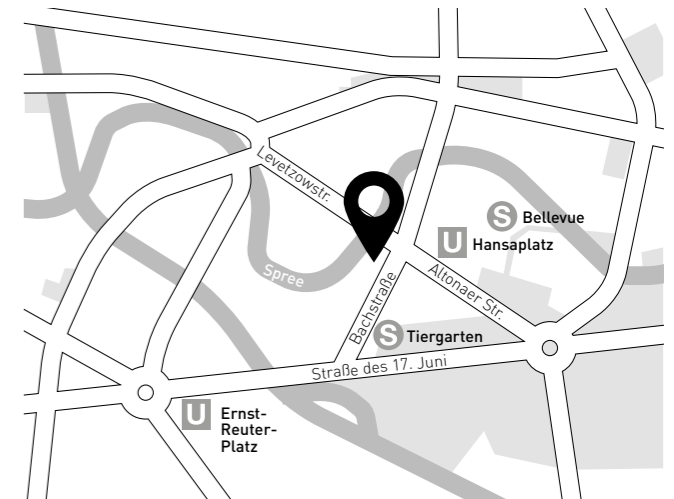 Levetzowstr.
S Bellevue
U Hansaplatz
Spree
Altonaer Str.
Bachstraße
S Tiergarten
Straße des 17. Juni
U Ernst-
Reuter-
Platz